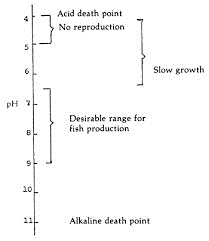 4
Acid death point
No reproduction
5
6
Slow growth
pH 7
Desirable range for
fish production
8
9
10
11
Alkaline death point